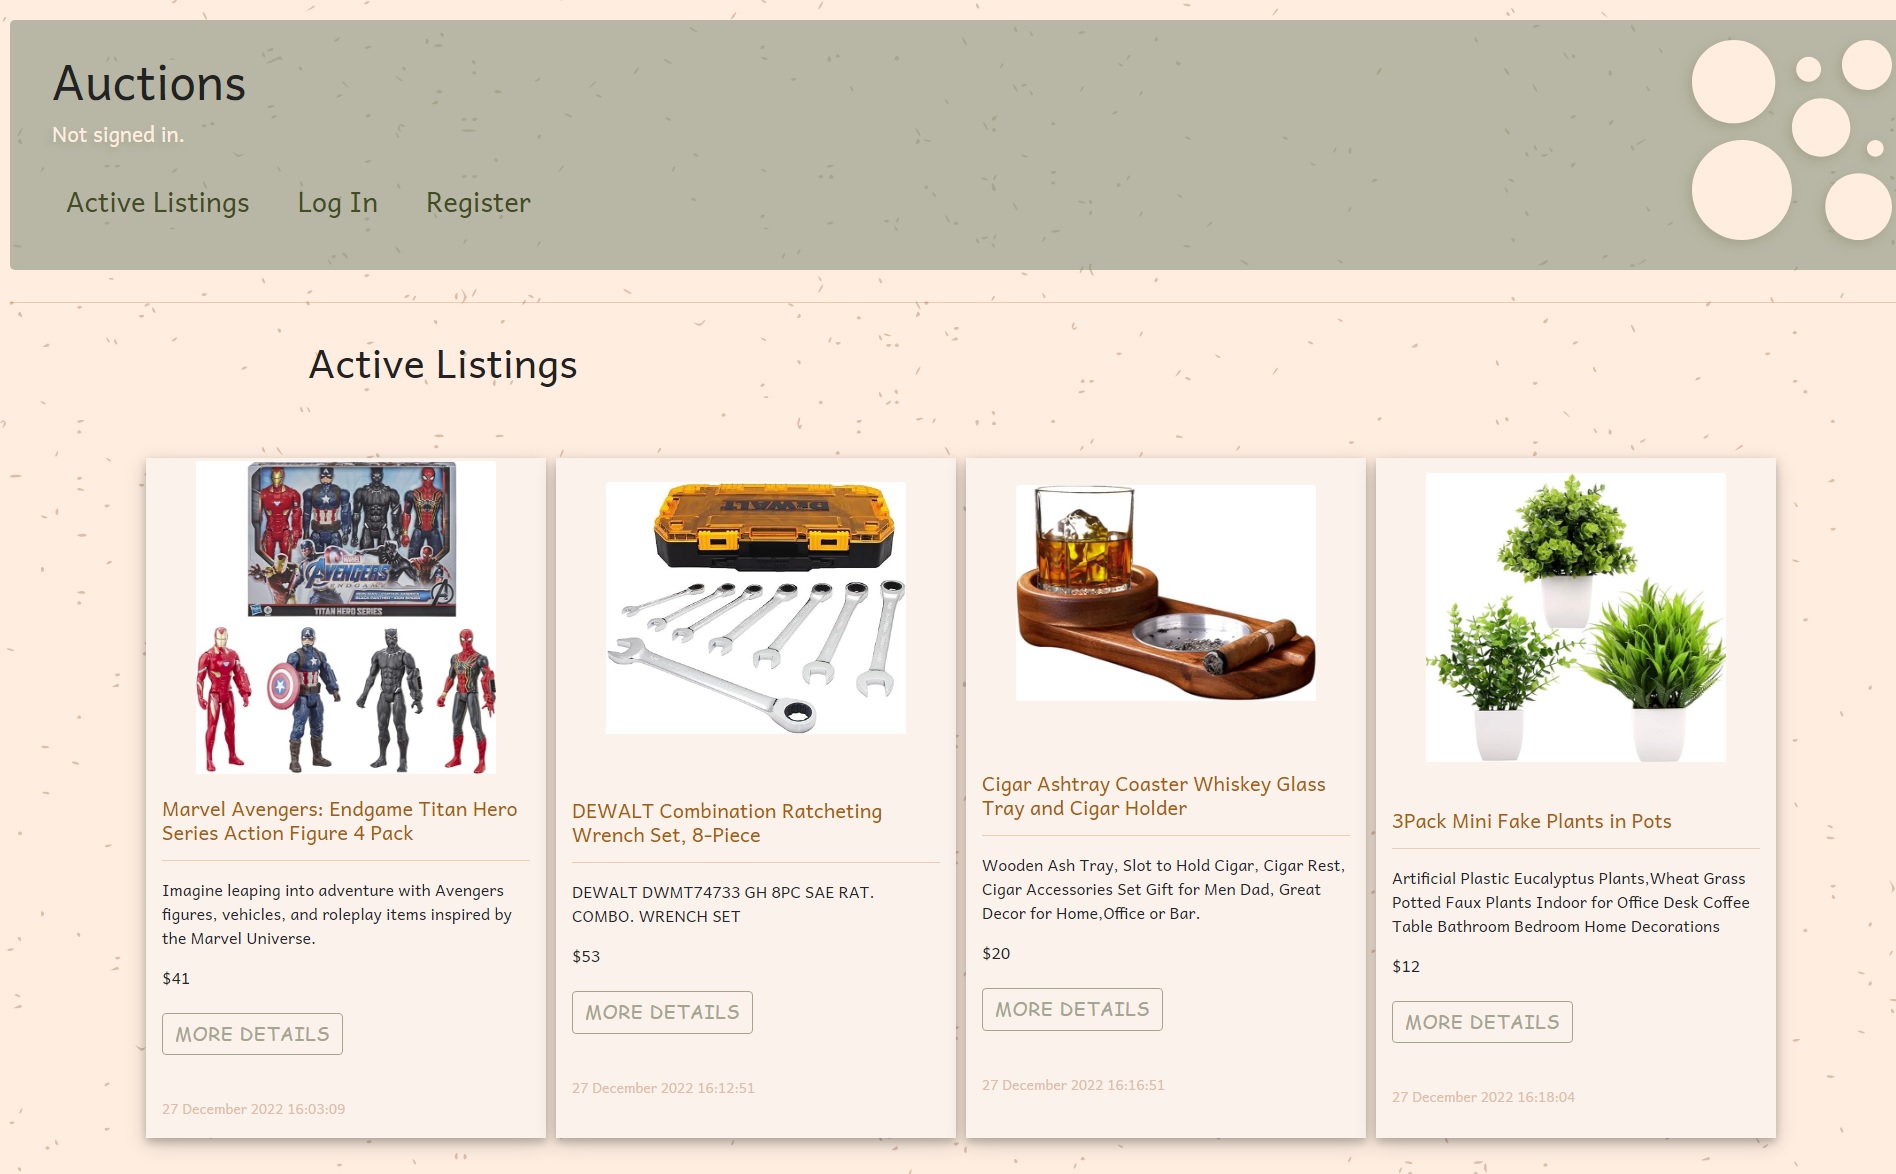 Auctions
Not signed in.
Active Listings Log In Register
Active Listings
MARVEL
AVENGERS
ENDGAME
TITAN HERO SERIES
Marvel Avengers: Endgame Titan Hero
Series Action Figure 4 Pack
Imagine leaping into adventure with Avengers
figures, vehicles, and roleplay items inspired by
the Marvel Universe.
$41
MORE DETAILS
27 December 2022 16:03:09
DEWALT
DEWALT Combination Ratcheting
Wrench Set, 8-Piece
DEWALT DWMT74733 GH 8PC SAE RAT.
COMBO. WRENCH SET
$53
MORE DETAILS
27 December 2022 16:12:51
Cigar Ashtray Coaster Whiskey Glass
Tray and Cigar Holder
Wooden Ash Tray, Slot to Hold Cigar, Cigar Rest,
Cigar Accessories Set Gift for Men Dad, Great
Decor for Home,Office or Bar.
$20
MORE DETAILS
27 December 2022 16:16:51
3Pack Mini Fake Plants in Pots
Artificial Plastic Eucalyptus Plants,Wheat Grass
Potted Faux Plants Indoor for Office Desk Coffee
Table Bathroom Bedroom Home Decorations
$12
MORE DETAILS
27 December 2022 16:18:04